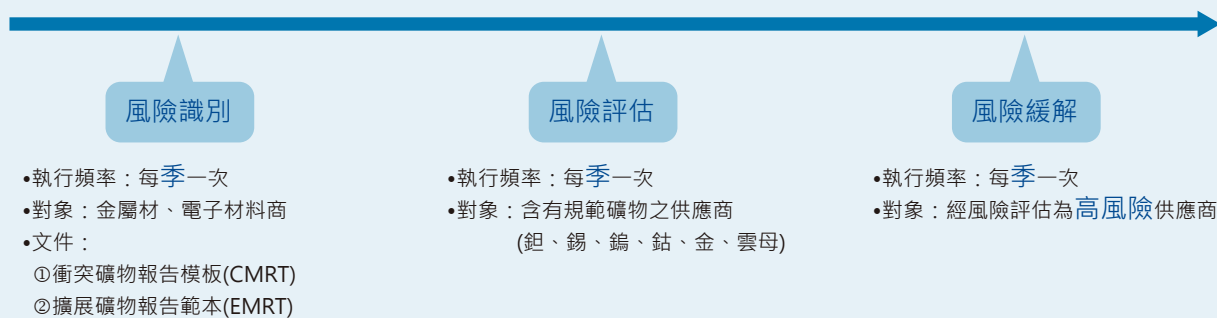 風險識別
•執行頻率：每季一次
•對象：金屬材、電子材料商
•文件：
①衝突礦物報告模板(CMRT)
②擴展礦物報告範本(EMRT)
風險評估
•執行頻率：每季一次
•對象：含有規範礦物之供應商
(鉭、錫、鎢、鈷、金、雲母)
風險緩解
•執行頻率：每季一次
•對象：經風險評估為高風險供應商